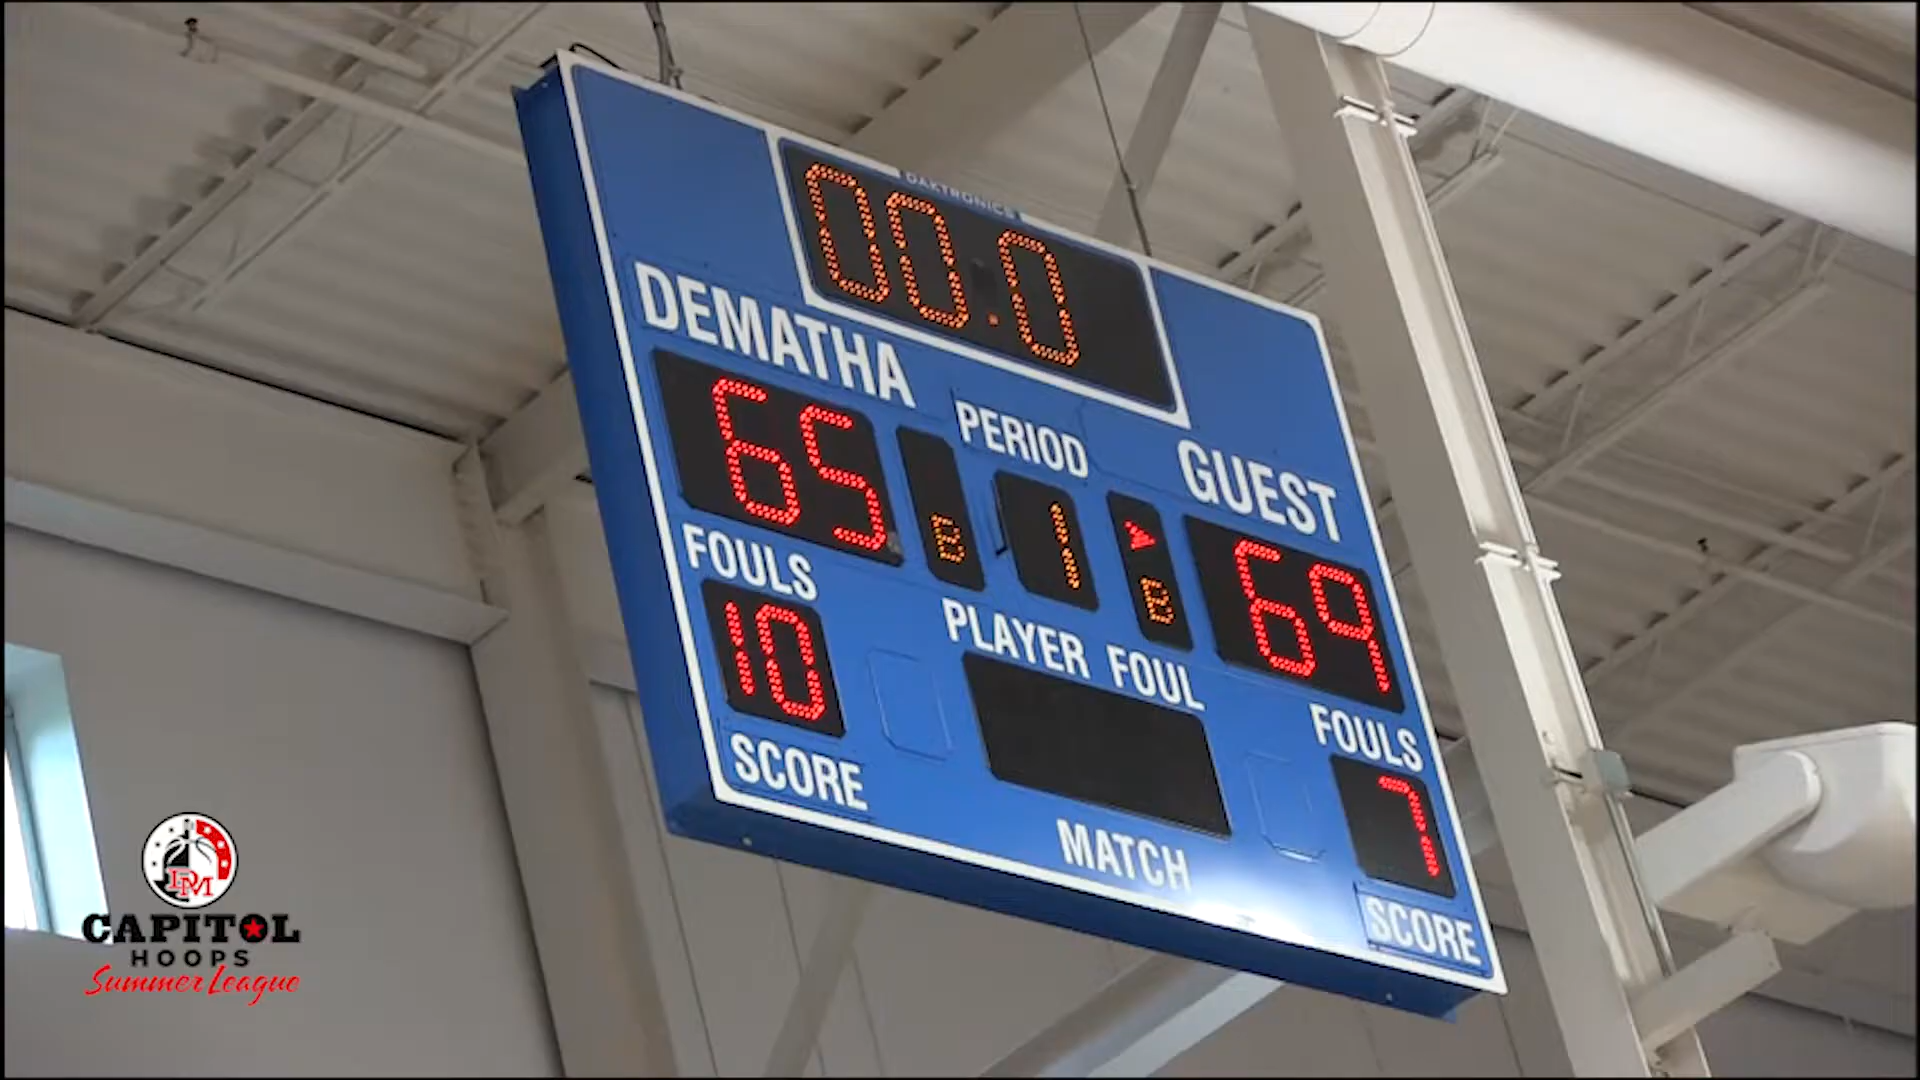 DAKTRONICS
00.0
DEMATHA
PERIOD
GUEST
65
B
1
B
69
FOULS
PLAYER FOUL
FOULS
10
7
SCORE
MATCH
SCORE
DM
CAPITOL
HOOPS
Summer League